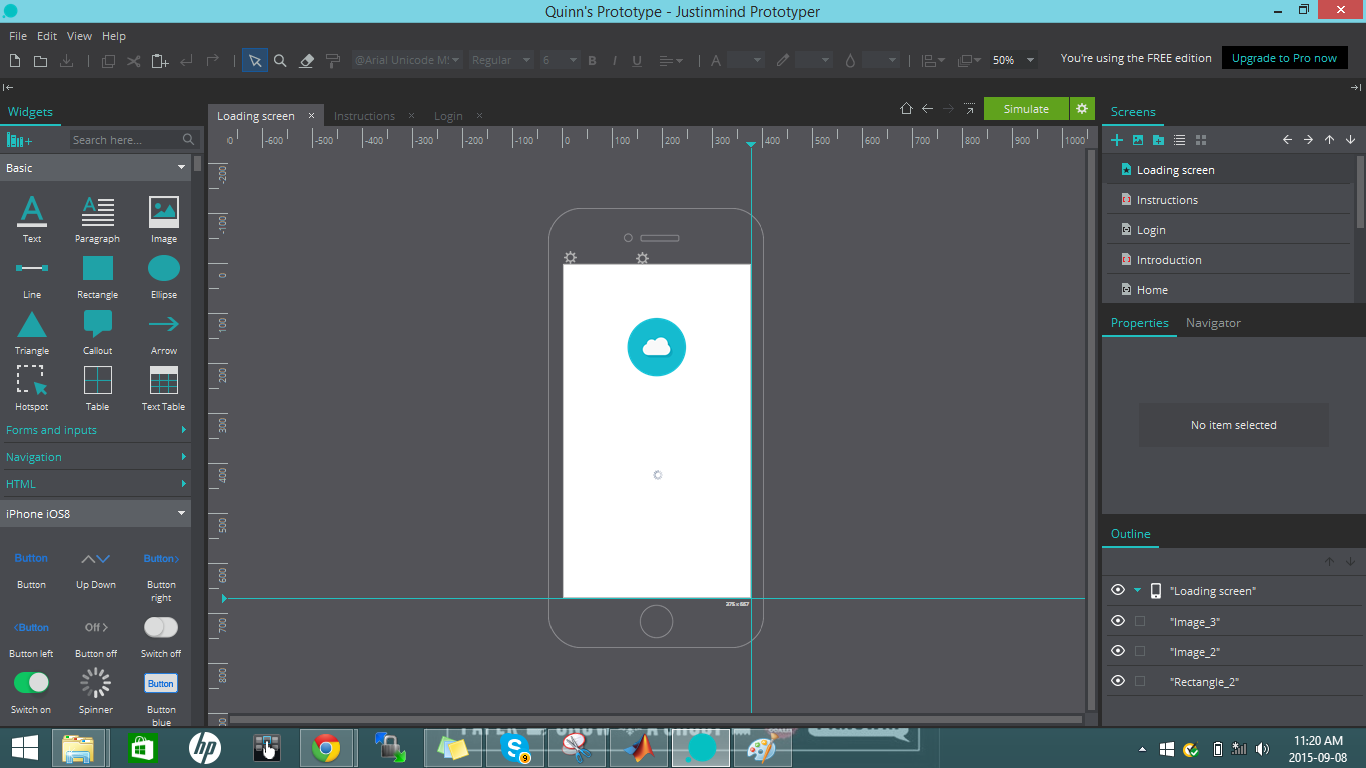 Quinn's Prototype - Justinmind Prototyper
File Edit View Help
@Arial Unicode MS Regular 6 B I U A 50% You're using the FREE edition Upgrade to Pro now
Widgets
Search here...
Basic
Text Paragraph Image
Line Rectangle Ellipse
Triangle Callout Arrow
Hotspot Table Text Table
Forms and inputs
Navigation
HTML
iPhone iOS8
Button Button
Button Up Down Button
right
Button Off
Button left Button off Switch off
Button
Switch on Spinner Button
blue
Loading screen Instructions Login
Simulate
-600 -500 -400 -300 -200 -100 0 100 200 300 400 500 600 700 800 900 1000
-200
-100
0
100
200
300
400
500
600
700
800
375 x 667
Screens
Loading screen
Instructions
Login
Introduction
Home
Properties Navigator
No item selected
Outline
"Loading screen"
"Image_3"
"Image_2"
"Rectangle_2"
hp
S 9
11:20 AM
2015-09-08